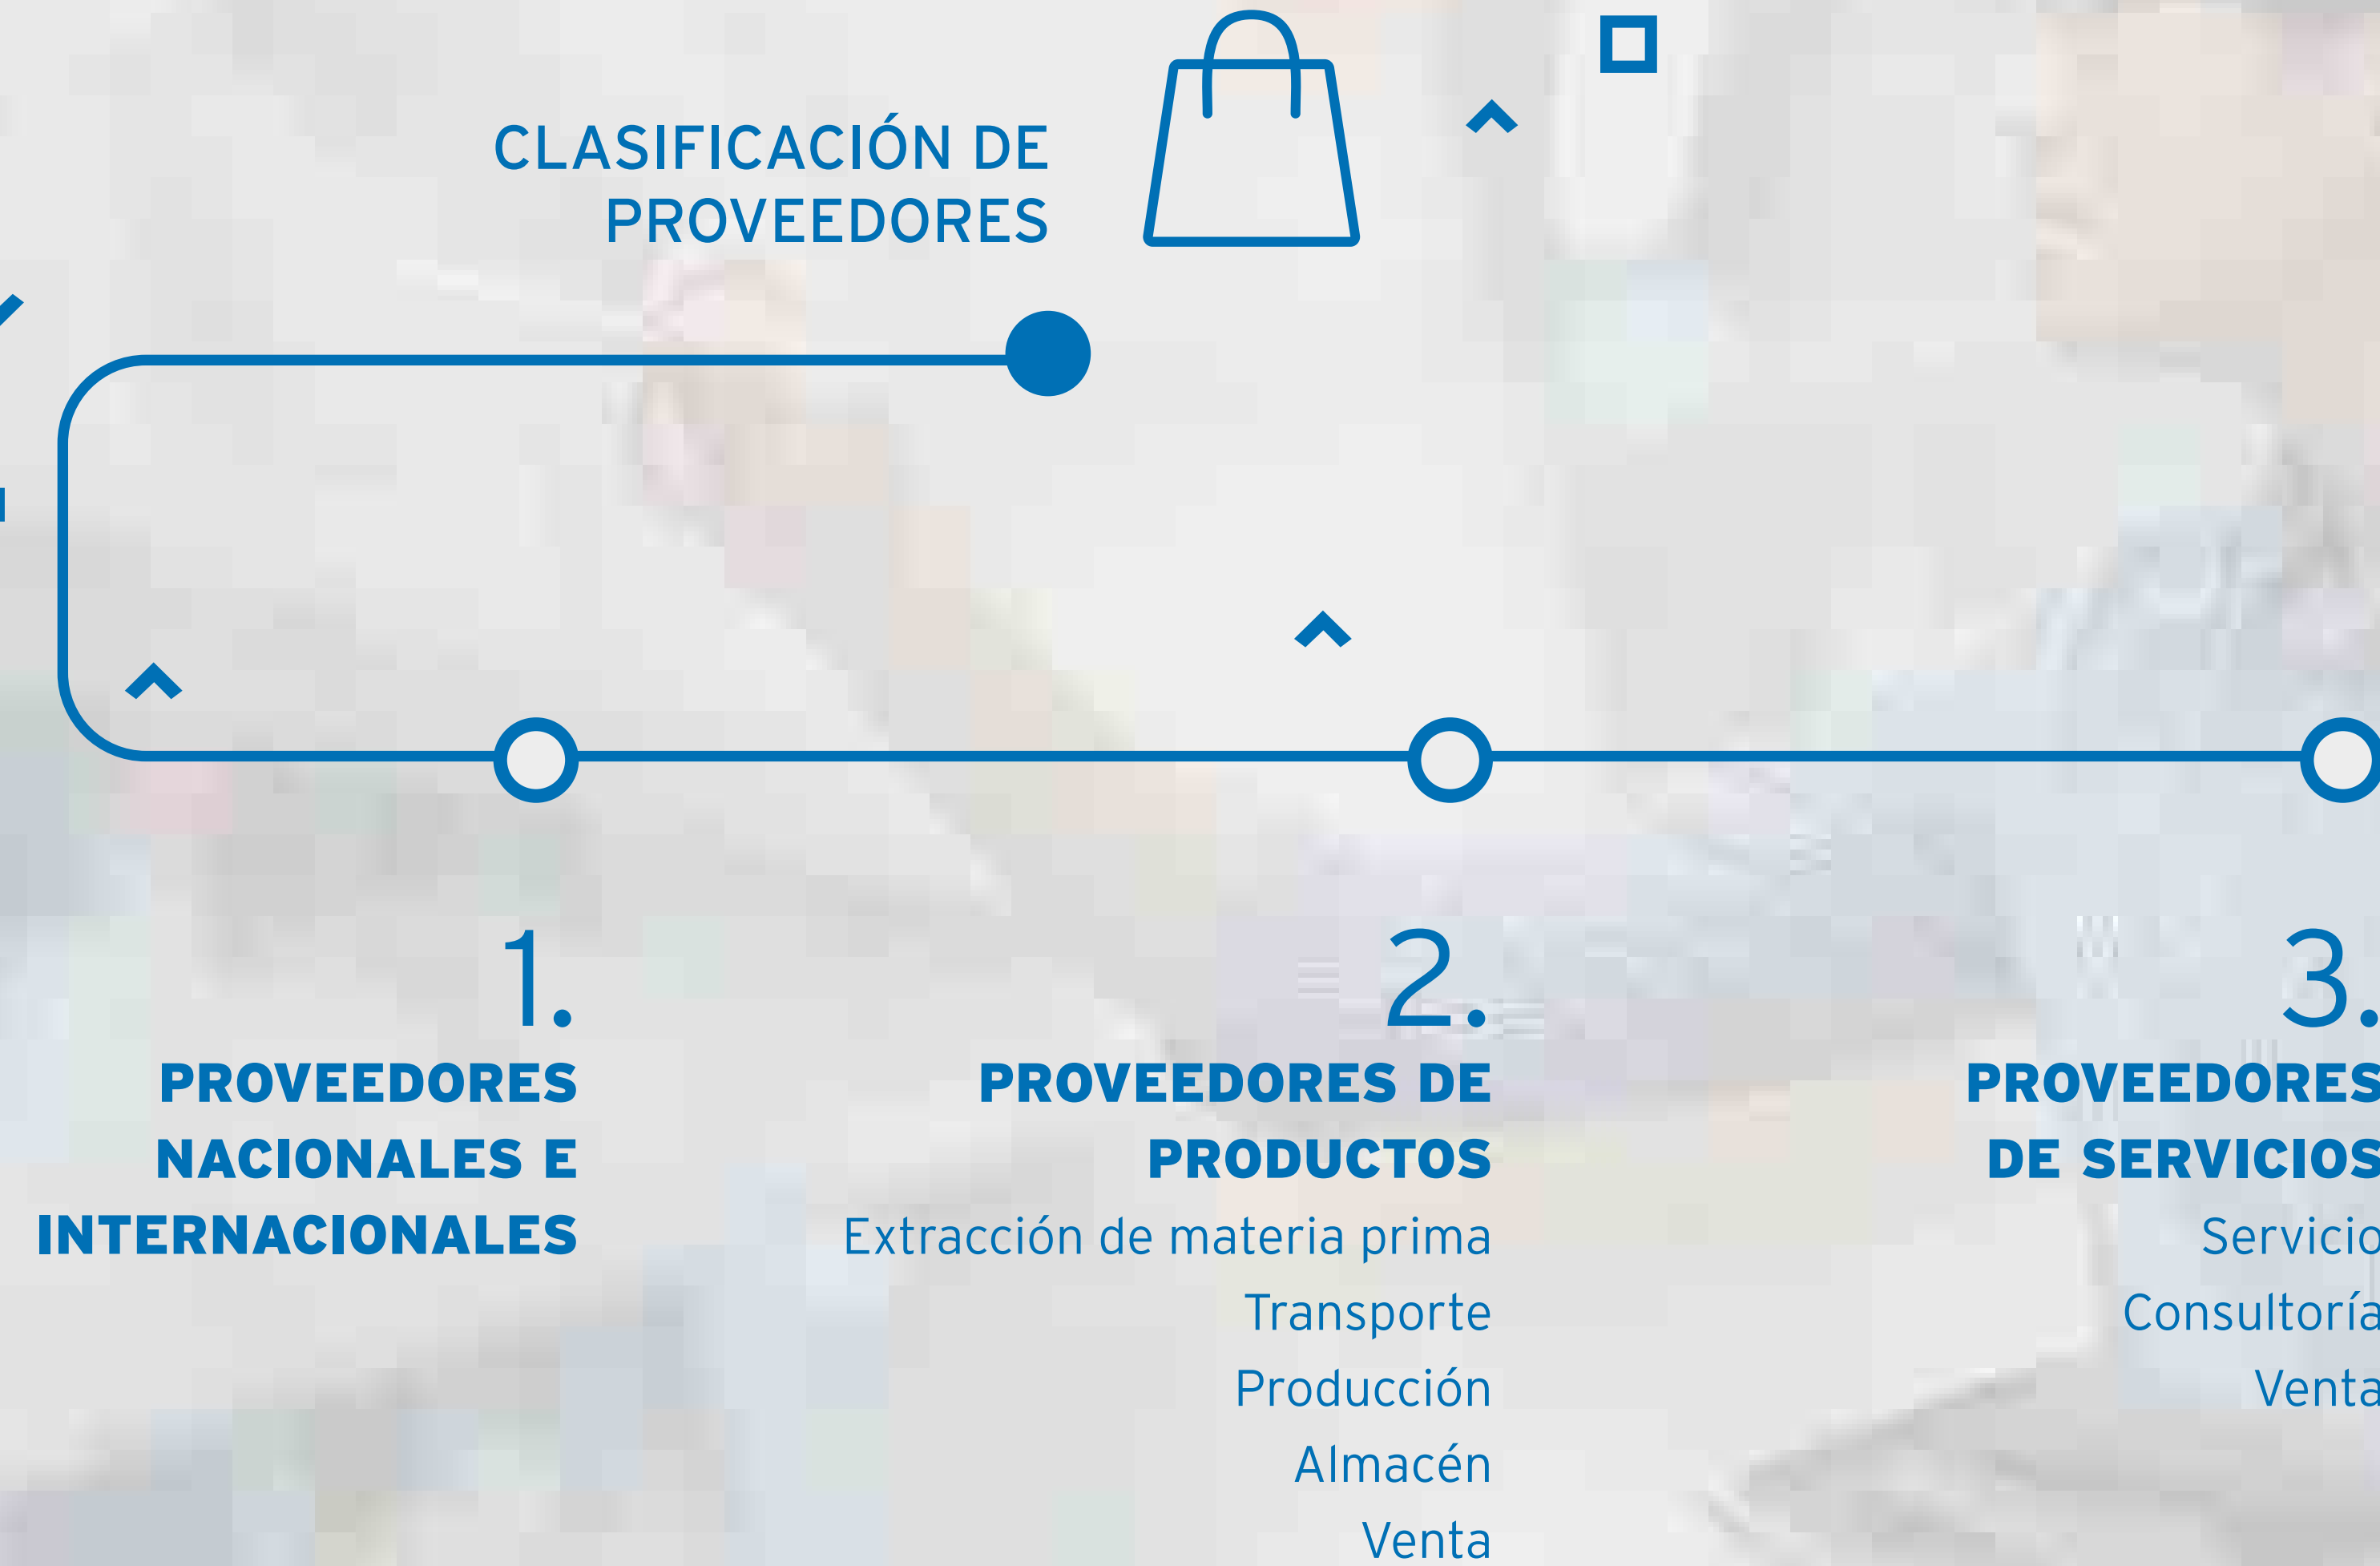 CLASIFICACIÓN DE
PROVEEDORES
1.
PROVEEDORES
NACIONALES E
INTERNACIONALES
2.
PROVEEDORES DE
PRODUCTOS
Extracción de materia prima
Transporte
Producción
Almacén
Venta
3.
PROVEEDORES
DE SERVICIOS
Servicio
Consultoría
Venta